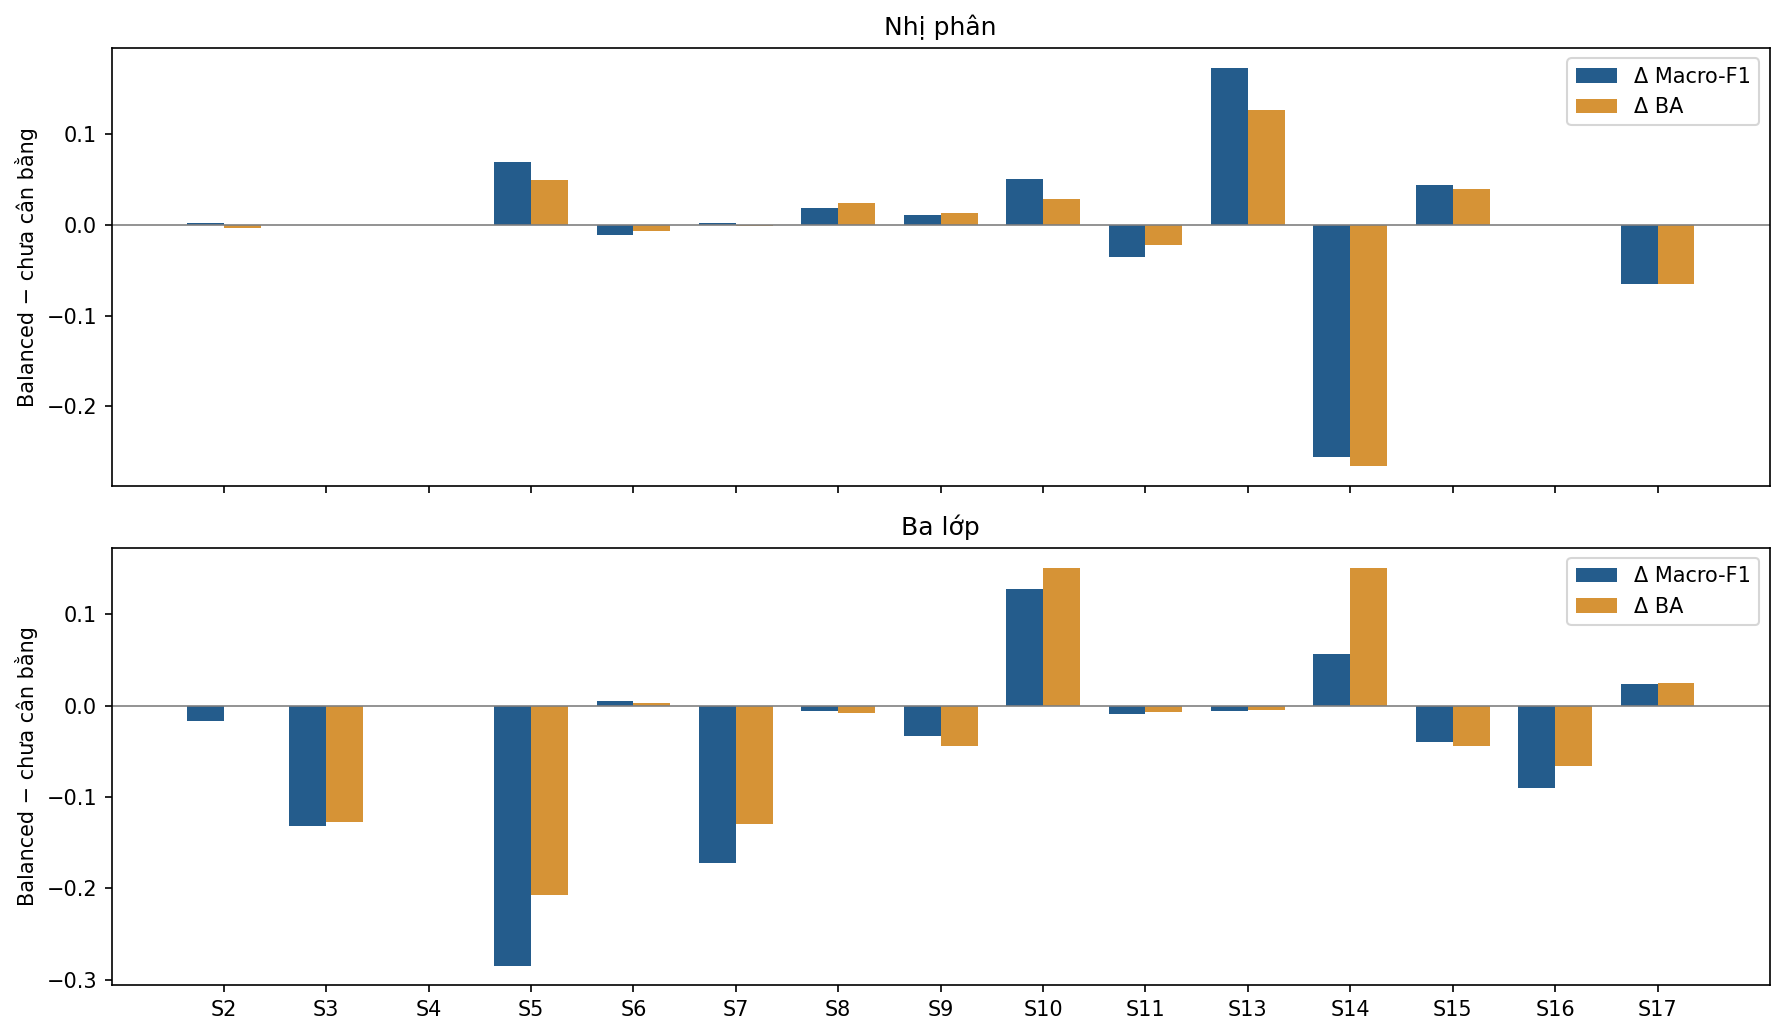 Nhị phân
Balanced − chưa cân bằng
0.1
0.0
−0.1
−0.2
Δ Macro-F1
Δ BA
Ba lớp
Balanced − chưa cân bằng
0.1
0.0
−0.1
−0.2
−0.3
Δ Macro-F1
Δ BA
S2 S3 S4 S5 S6 S7 S8 S9 S10 S11 S13 S14 S15 S16 S17